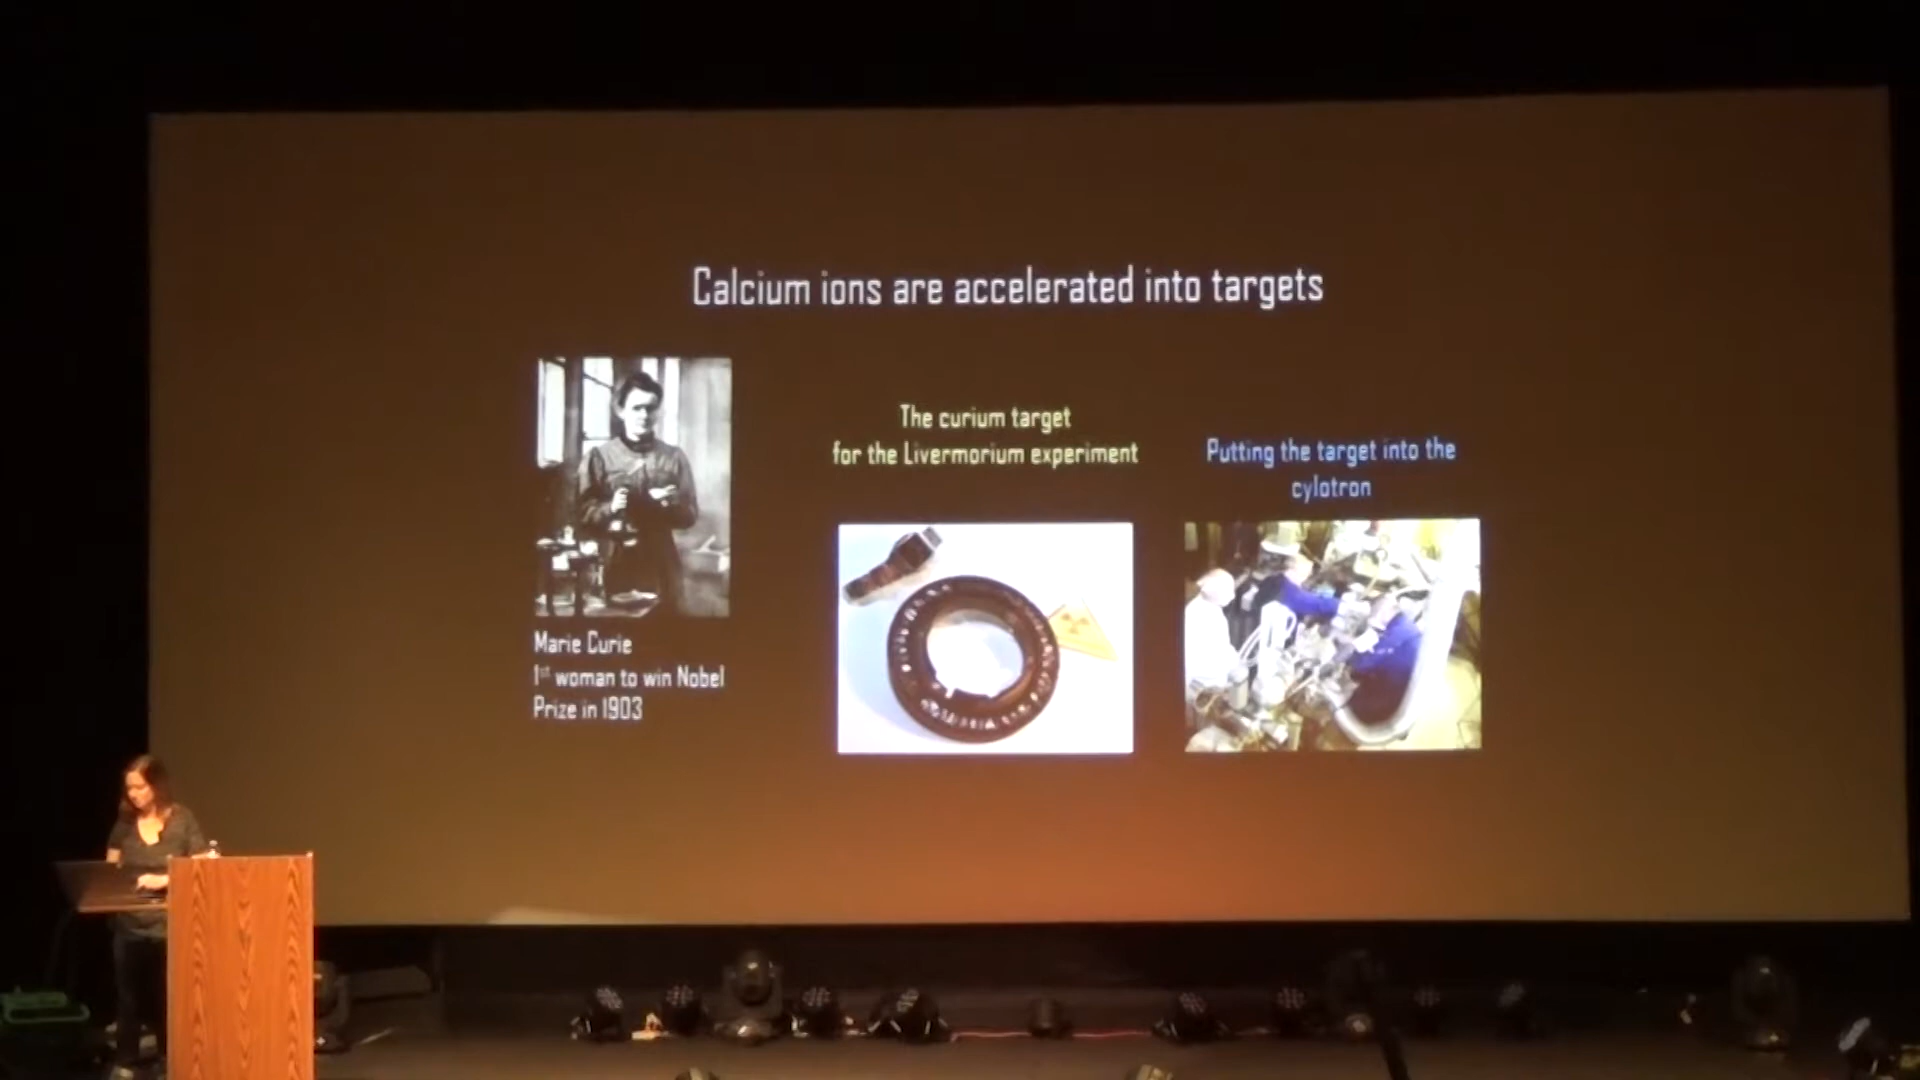 Calcium ions are accelerated into targets
The curium target
for the Livermorium experiment
Putting the target into the
cylotron
Marie Curie
1st woman to win Nobel
Prize in 1903